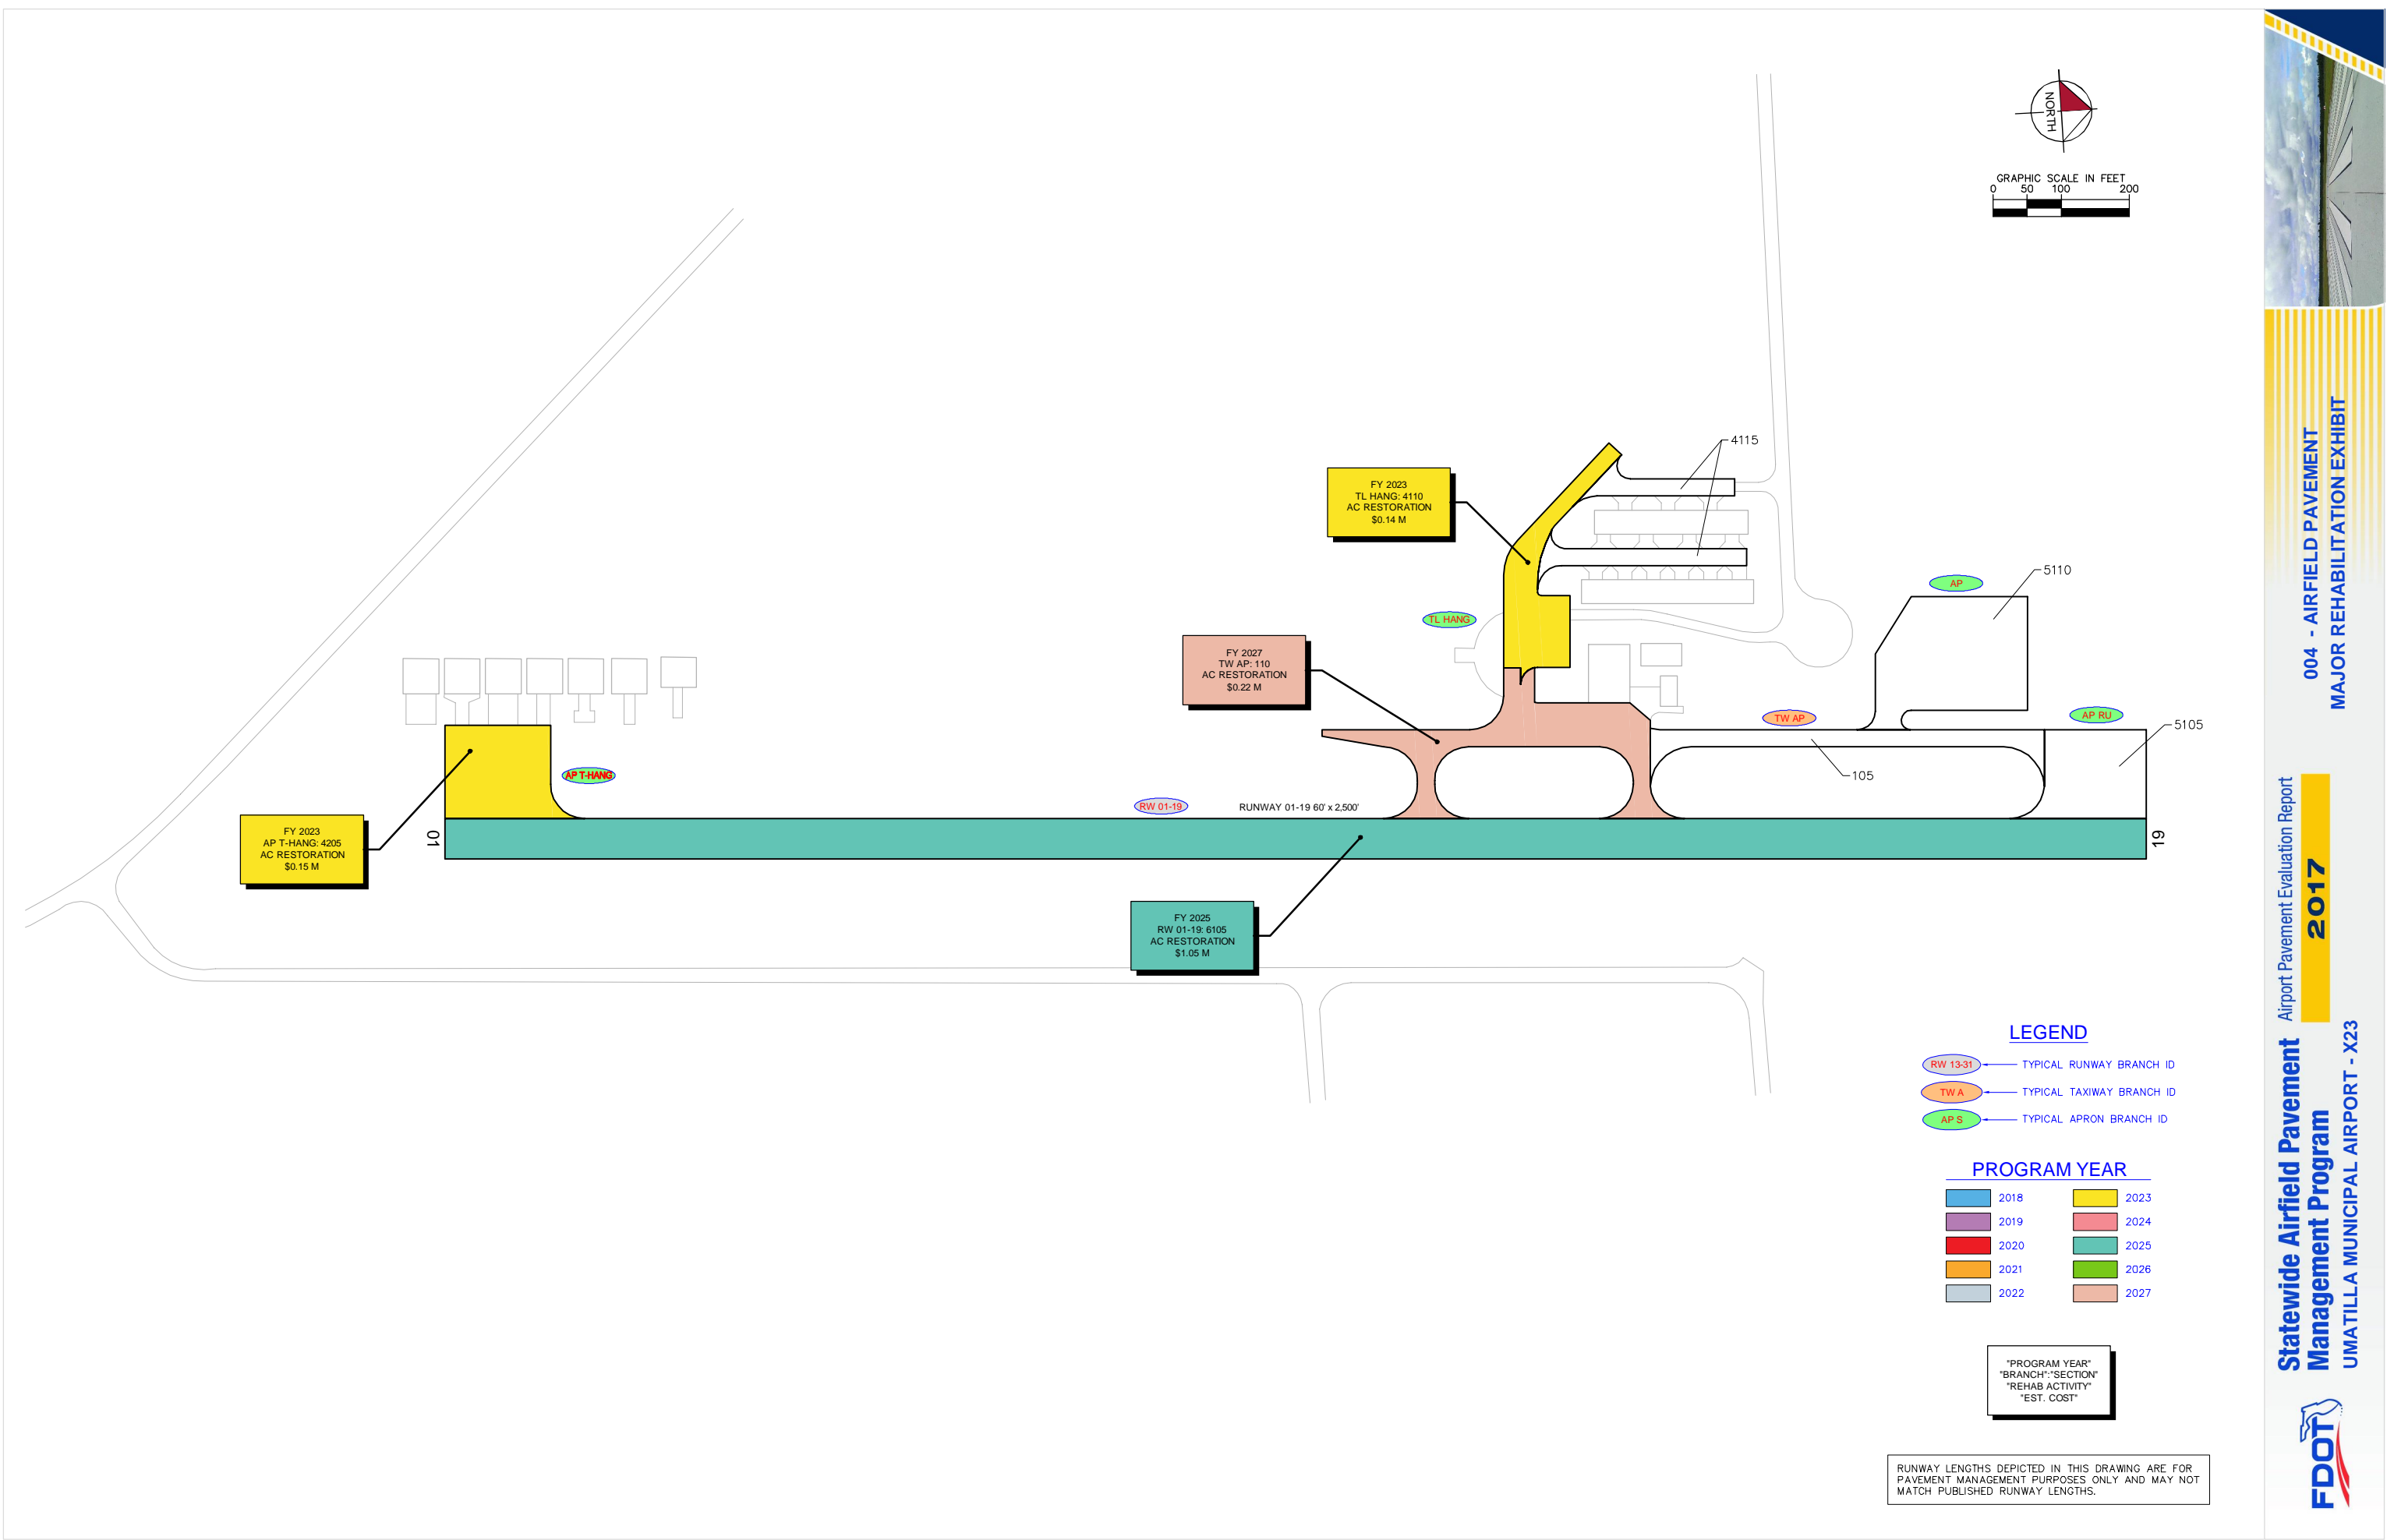 NORTH
GRAPHIC SCALE IN FEET
0 50 100 200
4115
FY 2023
TL HANG: 4110
AC RESTORATION
$0.14 M
5110
AP
TL HANG
FY 2027
TW AP: 110
AC RESTORATION
$0.22 M
TW AP
AP RU
5105
105
AP T-HANG
RW 01-19
RUNWAY 01-19 60' x 2,500'
FY 2023
AP T-HANG: 4205
AC RESTORATION
$0.15 M
01
19
FY 2025
RW 01-19: 6105
AC RESTORATION
$1.05 M
LEGEND
RW 13-31 TYPICAL RUNWAY BRANCH ID
TW A TYPICAL TAXIWAY BRANCH ID
AP S TYPICAL APRON BRANCH ID
PROGRAM YEAR
2018 2023
2019 2024
2020 2025
2021 2026
2022 2027
"PROGRAM YEAR"
"BRANCH":"SECTION"
"REHAB ACTIVITY"
"EST. COST"
RUNWAY LENGTHS DEPICTED IN THIS DRAWING ARE FOR
PAVEMENT MANAGEMENT PURPOSES ONLY AND MAY NOT
MATCH PUBLISHED RUNWAY LENGTHS.
FDOT
Statewide Airfield Pavement
Management Program
UMATILLA MUNICIPAL AIRPORT - X23
Airport Pavement Evaluation Report
2017
004 - AIRFIELD PAVEMENT
MAJOR REHABILITATION EXHIBIT